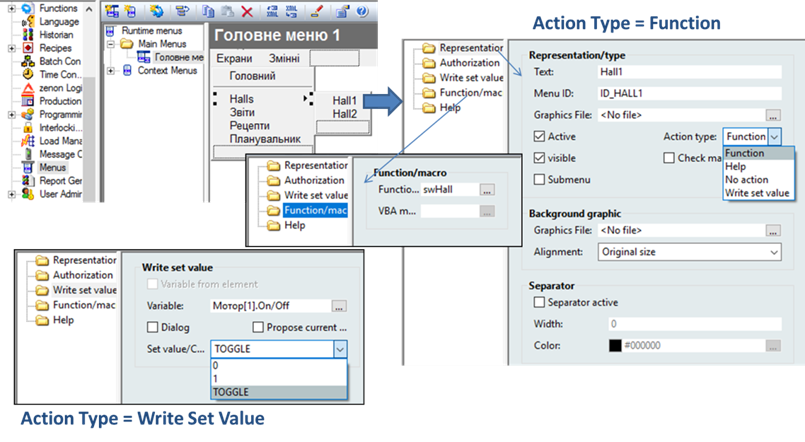 Action Type = Function
Functions
Language
Historian
Recipes
Batch Con
Time Con...
zenon Logi
Production
Programmin
Interlocki...
Load Mana
Message C
Menus
Report Ger
User Admir
XML
XML
Runtime menus
Main Menus
Головне ме
Context Menus
Головне меню 1
Екрани Змінні
Головний
Halls
Звіти
Рецепти
Планувальник
Hall1
Hall2
Representation
Authorization
Write set value
Function/mac
Help
Representation/type
Text: Hall1
Menu ID: ID_HALL1
Graphics File: <No file> ...
Active Action type: Function
visible Check ma
Submenu
Function
Help
No action
Write set value
Background graphic
Graphics File: <No file> ...
Alignment: Original size
Separator
Separator active
Width: 0
Color: #000000 ...
Representation
Authorization
Write set value
Function/mac
Help
Function/macro
Functio... swHall ...
VBA m... ...
Representation
Authorization
Write set value
Function/mac
Help
Write set value
Variable from element
Variable: Мотор[1].On/Off ...
Dialog Propose current ...
Set value/C... TOGGLE
0
1
TOGGLE
Action Type = Write Set Value